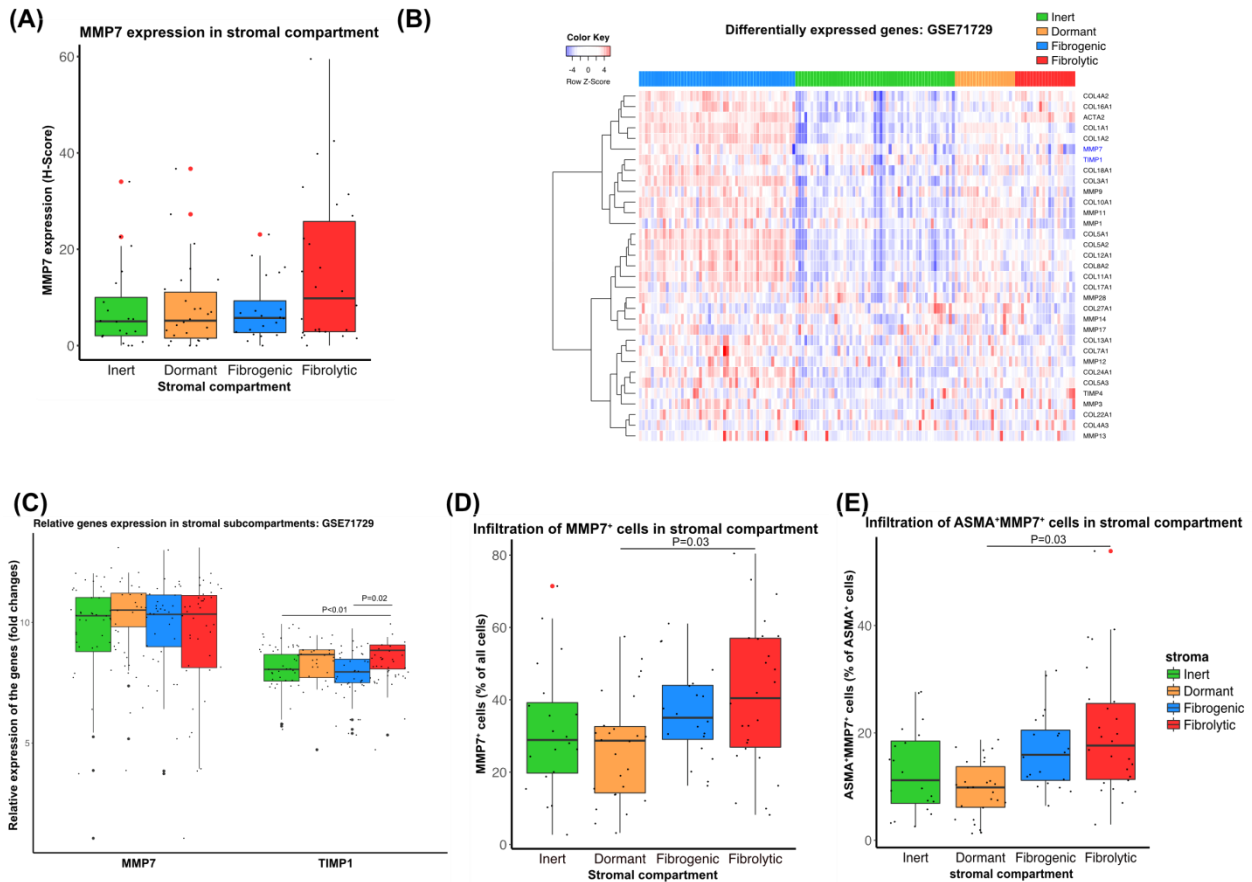 (A)
MMP7 expression in stromal compartment
MMP7 expression (H-Score)
60
40
20
0
Inert
Dormant
Fibrogenic
Fibrolytic
Stromal compartment
(B)
Differentially expressed genes: GSE71729
Color Key
-4 0 4
Row Z-Score
Inert
Dormant
Fibrogenic
Fibrolytic
COL4A2
COL16A1
ACTA2
COL1A1
COL1A2
MMP7
TIMP1
COL18A1
COL3A1
MMP9
COL10A1
MMP11
MMP1
COL5A1
COL5A2
COL12A1
COL8A2
COL11A1
COL17A1
MMP28
COL27A1
MMP14
MMP17
COL13A1
COL7A1
MMP12
COL24A1
COL5A3
TIMP4
MMP3
COL22A1
COL4A3
MMP13
(C)
Relative genes expression in stromal subcompartments: GSE71729
Relative expression of the genes (fold changes)
10
5
P<0.01
P=0.02
MMP7
TIMP1
(D)
Infiltration of MMP7⁺ cells in stromal compartment
P=0.03
MMP7⁺ cells (% of all cells)
80
60
40
20
0
Inert
Dormant
Fibrogenic
Fibrolytic
Stromal compartment
(E)
Infiltration of ASMA⁺MMP7⁺ cells in stromal compartment
P=0.03
ASMA⁺MMP7⁺ cells (% of ASMA⁺ cells)
40
20
0
Inert
Dormant
Fibrogenic
Fibrolytic
stromal compartment
stroma
Inert
Dormant
Fibrogenic
Fibrolytic